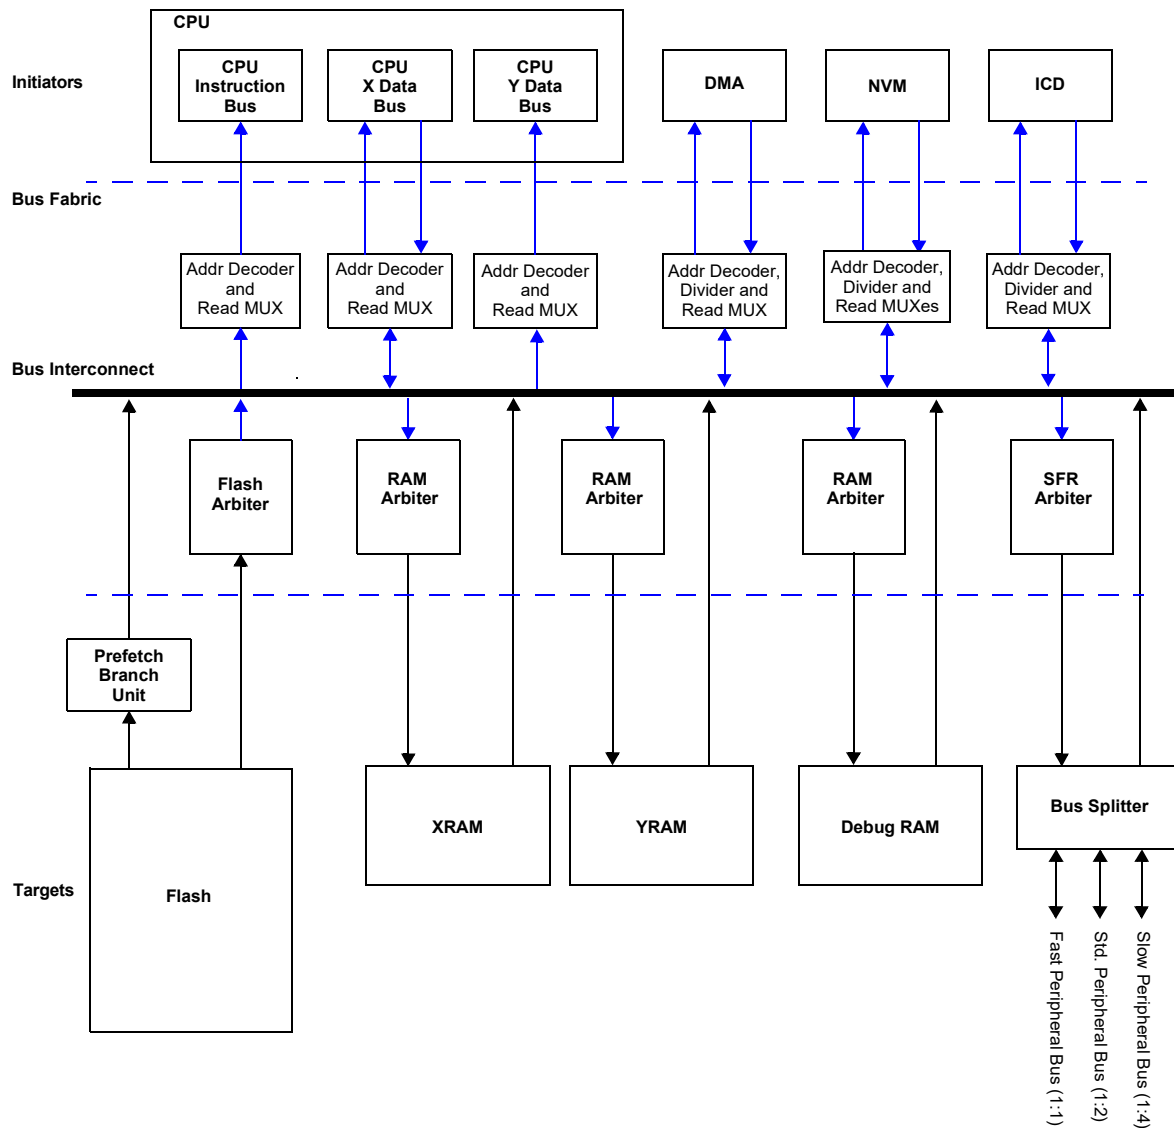 CPU
Initiators
CPU
Instruction
Bus
CPU
X Data
Bus
CPU
Y Data
Bus
DMA
NVM
ICD
Bus Fabric
Addr Decoder
and
Read MUX
Addr Decoder
and
Read MUX
Addr Decoder
and
Read MUX
Addr Decoder,
Divider and
Read MUX
Addr Decoder,
Divider and
Read MUXes
Addr Decoder,
Divider and
Read MUX
Bus Interconnect
Flash
Arbiter
RAM
Arbiter
RAM
Arbiter
RAM
Arbiter
SFR
Arbiter
Prefetch
Branch
Unit
Targets
Flash
XRAM
YRAM
Debug RAM
Bus Splitter
Fast Peripheral Bus (1:1)
Std. Peripheral Bus (1:2)
Slow Peripheral Bus (1:4)